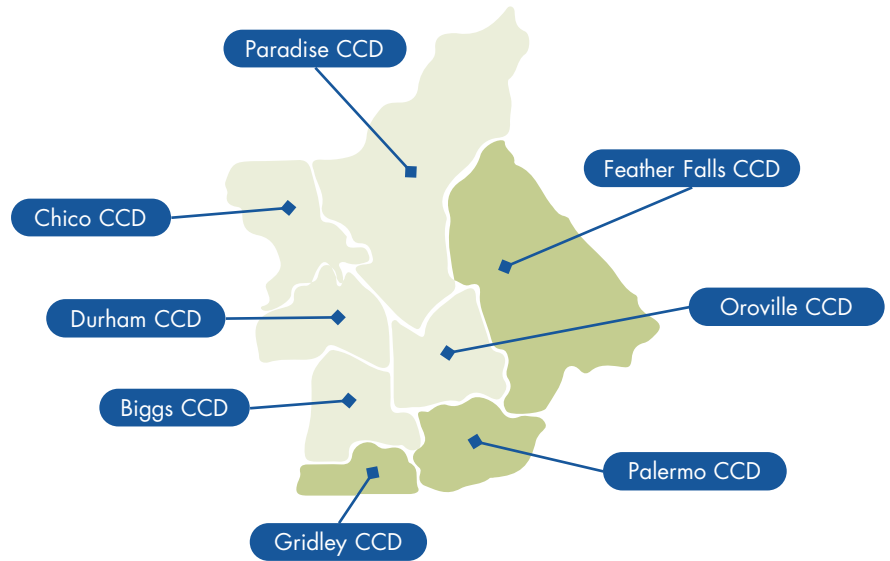 Paradise CCD
Feather Falls CCD
Chico CCD
Oroville CCD
Durham CCD
Biggs CCD
Palermo CCD
Gridley CCD